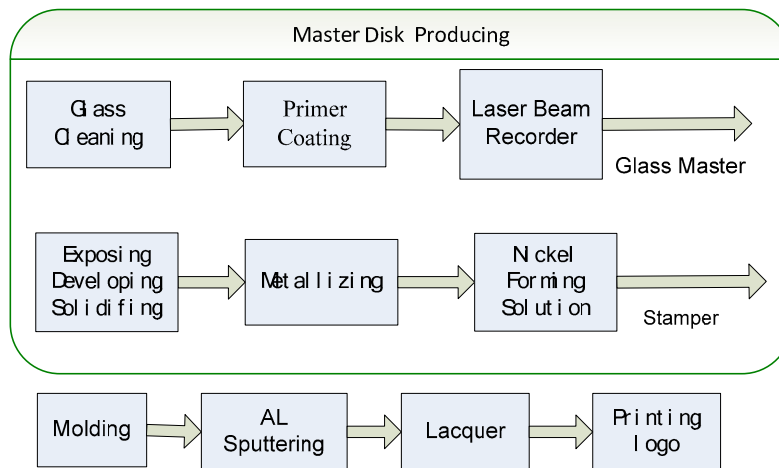 Master Disk Producing
Glass
Cleaning
Primer
Coating
Laser Beam
Recorder
Glass Master
Exposing
Developing
Solidifing
Metallizing
Nickel
Forming
Solution
Stamper
Molding
AL
Sputtering
Lacquer
Printing
logo